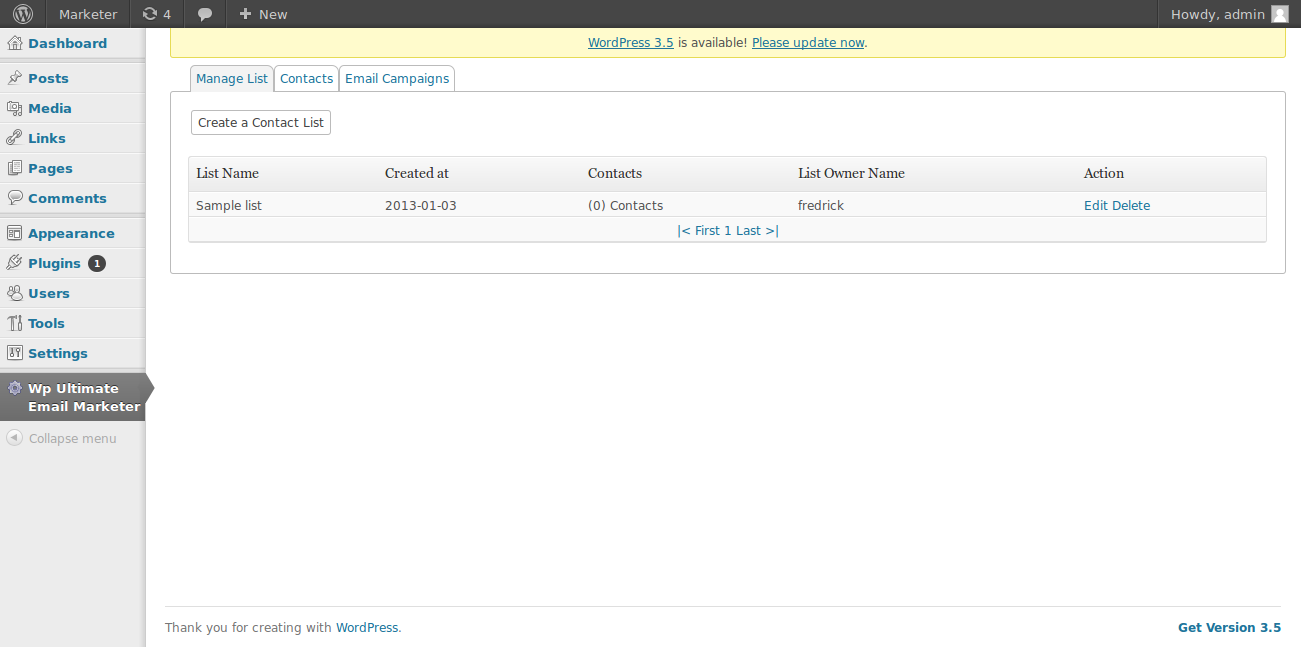 Marketer 4 New Howdy, admin
Dashboard
Posts
Media
Links
Pages
Comments
Appearance
Plugins 1
Users
Tools
Settings
Wp Ultimate
Email Marketer
Collapse menu
WordPress 3.5 is available! Please update now.
Manage List Contacts Email Campaigns
Create a Contact List
List Name Created at Contacts List Owner Name Action
Sample list 2013-01-03 (0) Contacts fredrick Edit Delete
|< First 1 Last >|
Thank you for creating with WordPress. Get Version 3.5